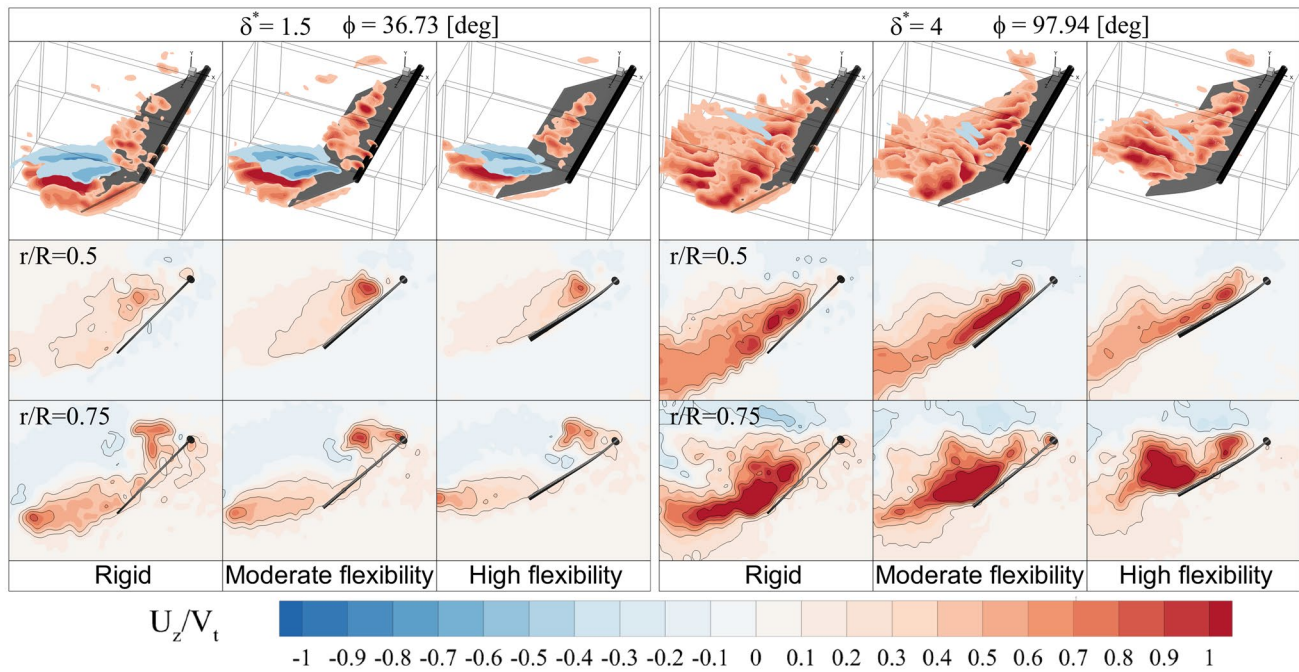 δ* = 1.5 ϕ = 36.73 [deg]
δ* = 4 ϕ = 97.94 [deg]
Y
X
Y
X
Y
X
Y
X
Y
X
Y
X
r/R=0.5
r/R=0.5
r/R=0.75
r/R=0.75
Rigid
Moderate flexibility
High flexibility
Rigid
Moderate flexibility
High flexibility
U_z/V_t
-1 -0.9 -0.8 -0.7 -0.6 -0.5 -0.4 -0.3 -0.2 -0.1 0 0.1 0.2 0.3 0.4 0.5 0.6 0.7 0.8 0.9 1